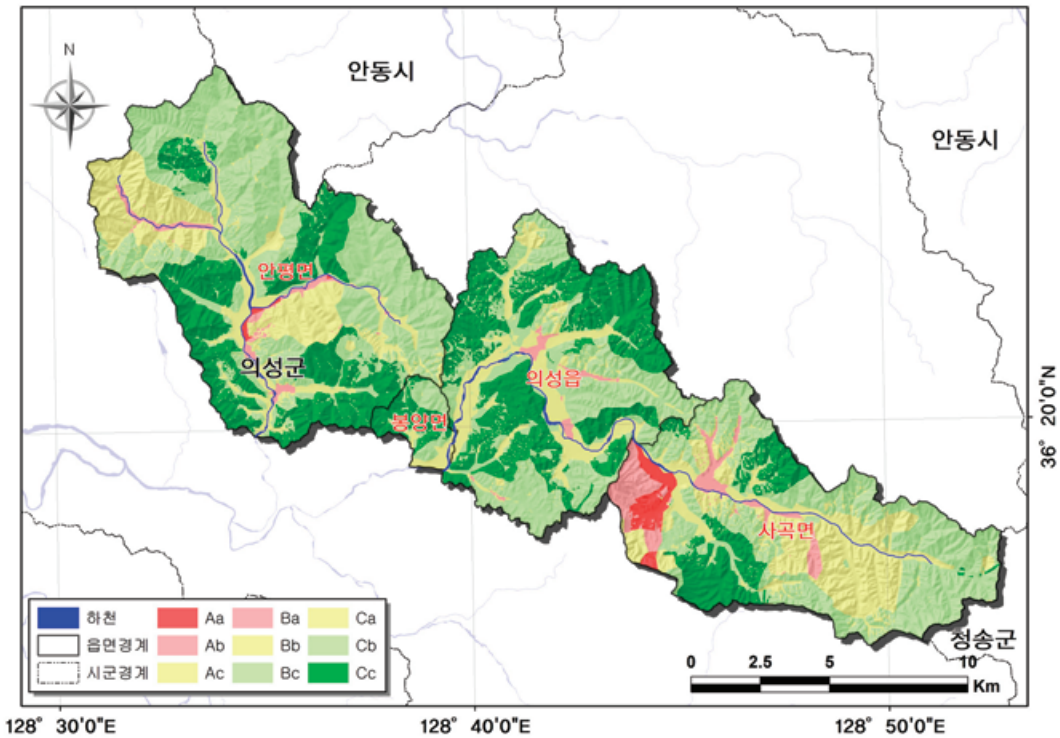 N
안동시
안동시
안평면
의성군
의성읍
봉양면
사곡면
청송군
36° 20'0"N
하천 Aa Ba Ca
읍면경계 Ab Bb Cb
시군경계 Ac Bc Cc
0 2.5 5 10
Km
128° 30'0"E 128° 40'0"E 128° 50'0"E